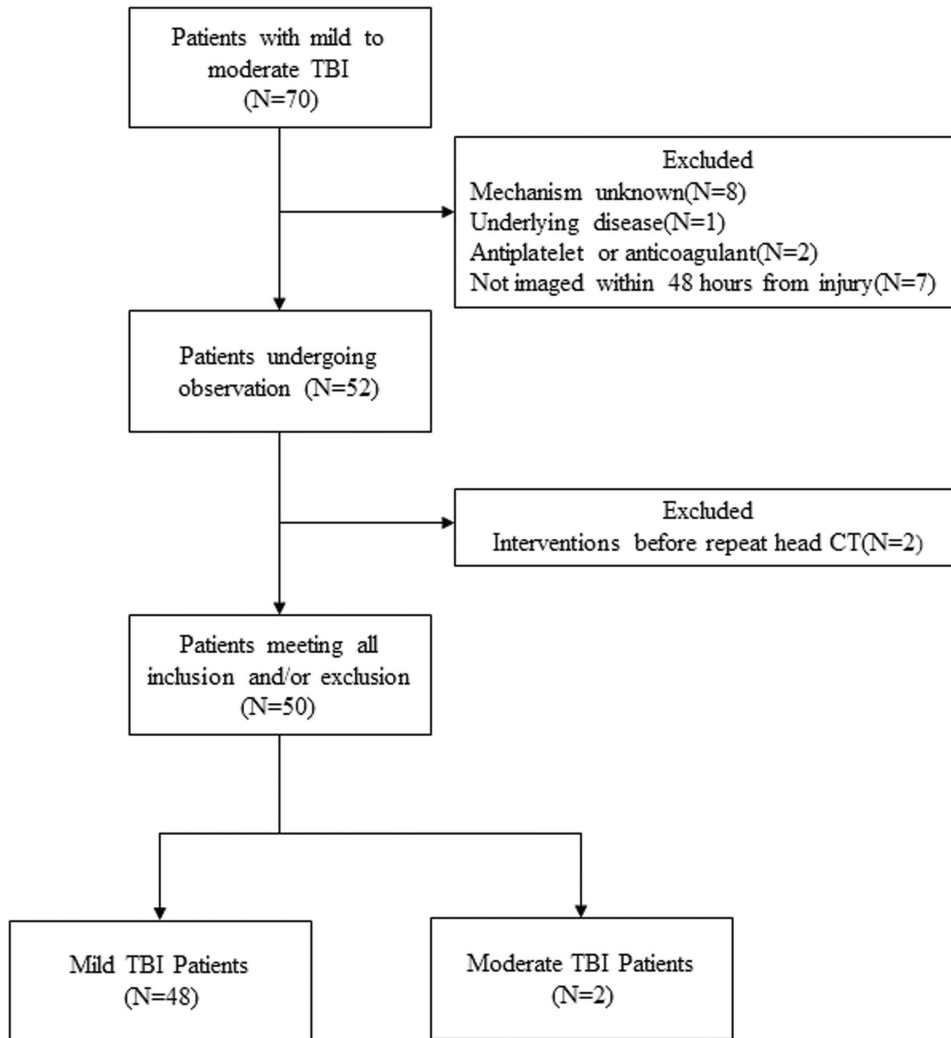 Patients with mild to
moderate TBI
(N=70)
Excluded
Mechanism unknown(N=8)
Underlying disease(N=1)
Antiplatelet or anticoagulant(N=2)
Not imaged within 48 hours from injury(N=7)
Patients undergoing
observation (N=52)
Excluded
Interventions before repeat head CT(N=2)
Patients meeting all
inclusion and/or exclusion
(N=50)
Mild TBI Patients
(N=48)
Moderate TBI Patients
(N=2)